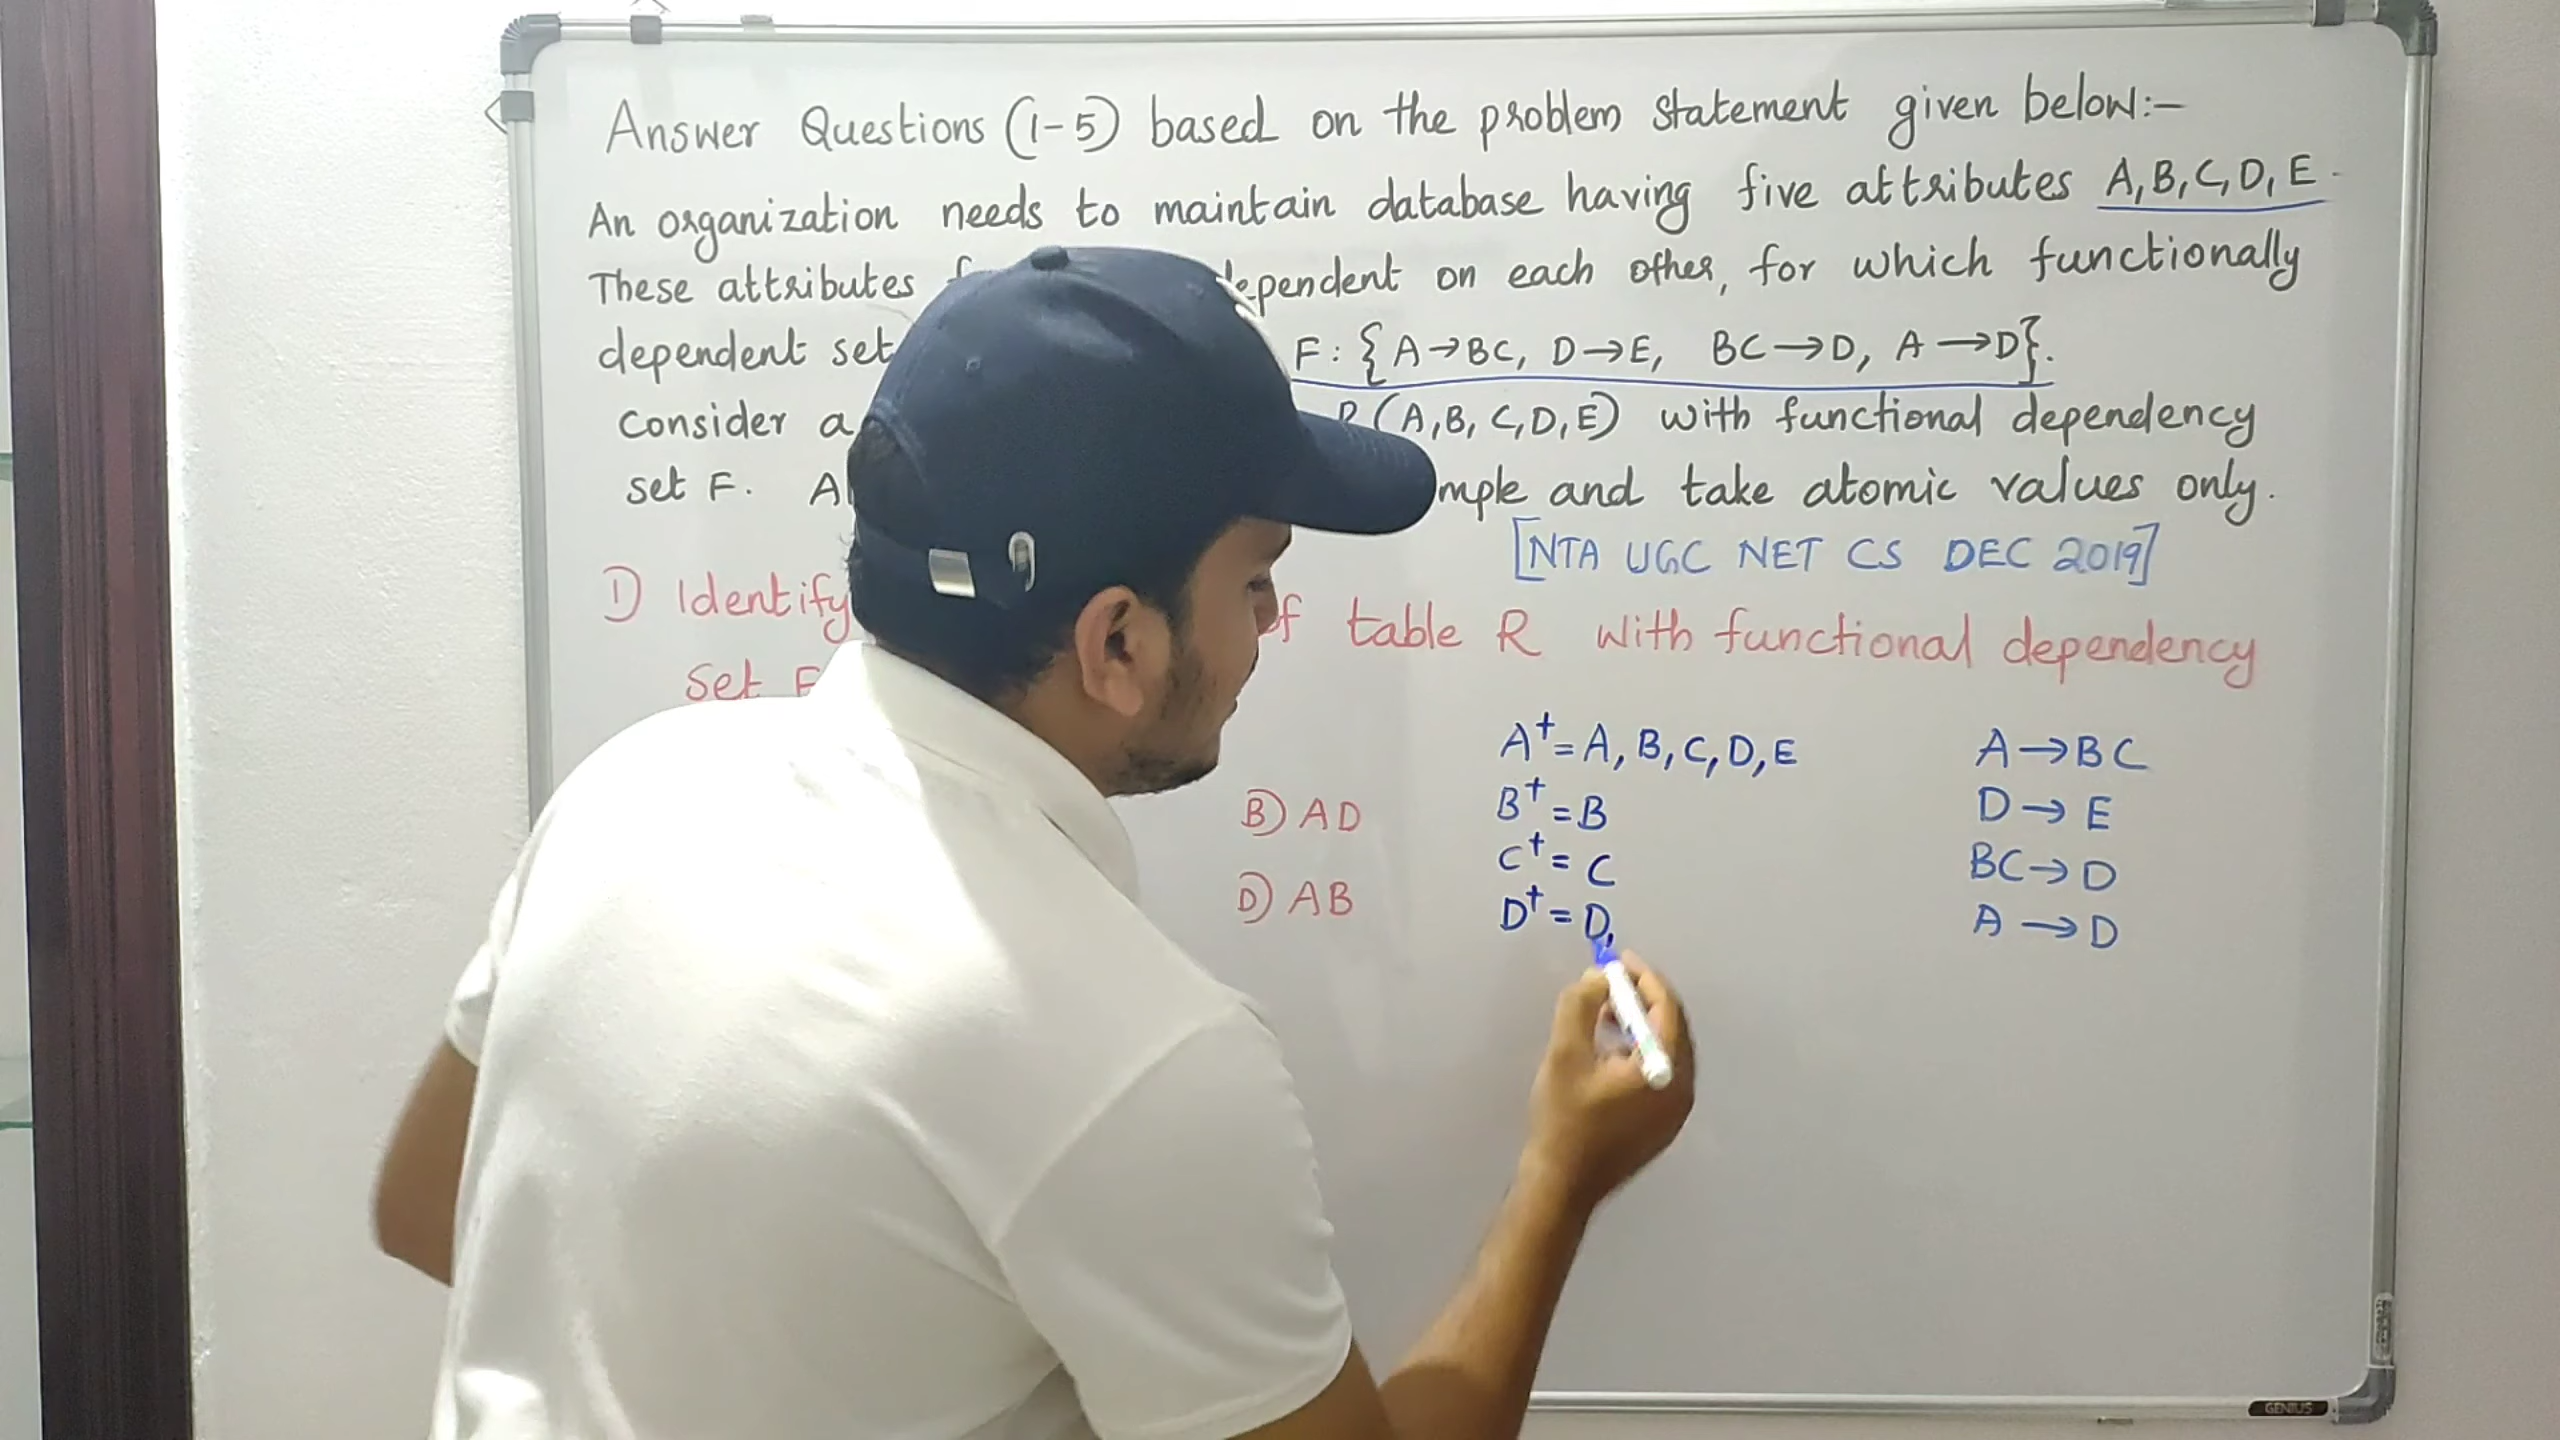 Answer Questions (1-5) based on the problem statement given below:-
An organization needs to maintain database having five attributes A, B, C, D, E.
These attributes dependent on each other, for which functionally
dependent set F : {A→BC, D→E, BC→D, A→D}.
Consider a R (A, B, C, D, E) with functional dependency
set F. and take atomic values only.
[NTA UGC NET CS DEC 2019]
1) Identify of table R with functional dependency
set F
A⁺ = A, B, C, D, E
A→BC
B) AD
B⁺ = B
D→E
C⁺ = C
BC→D
D) AB
D⁺ = D,
A→D
GENIUS